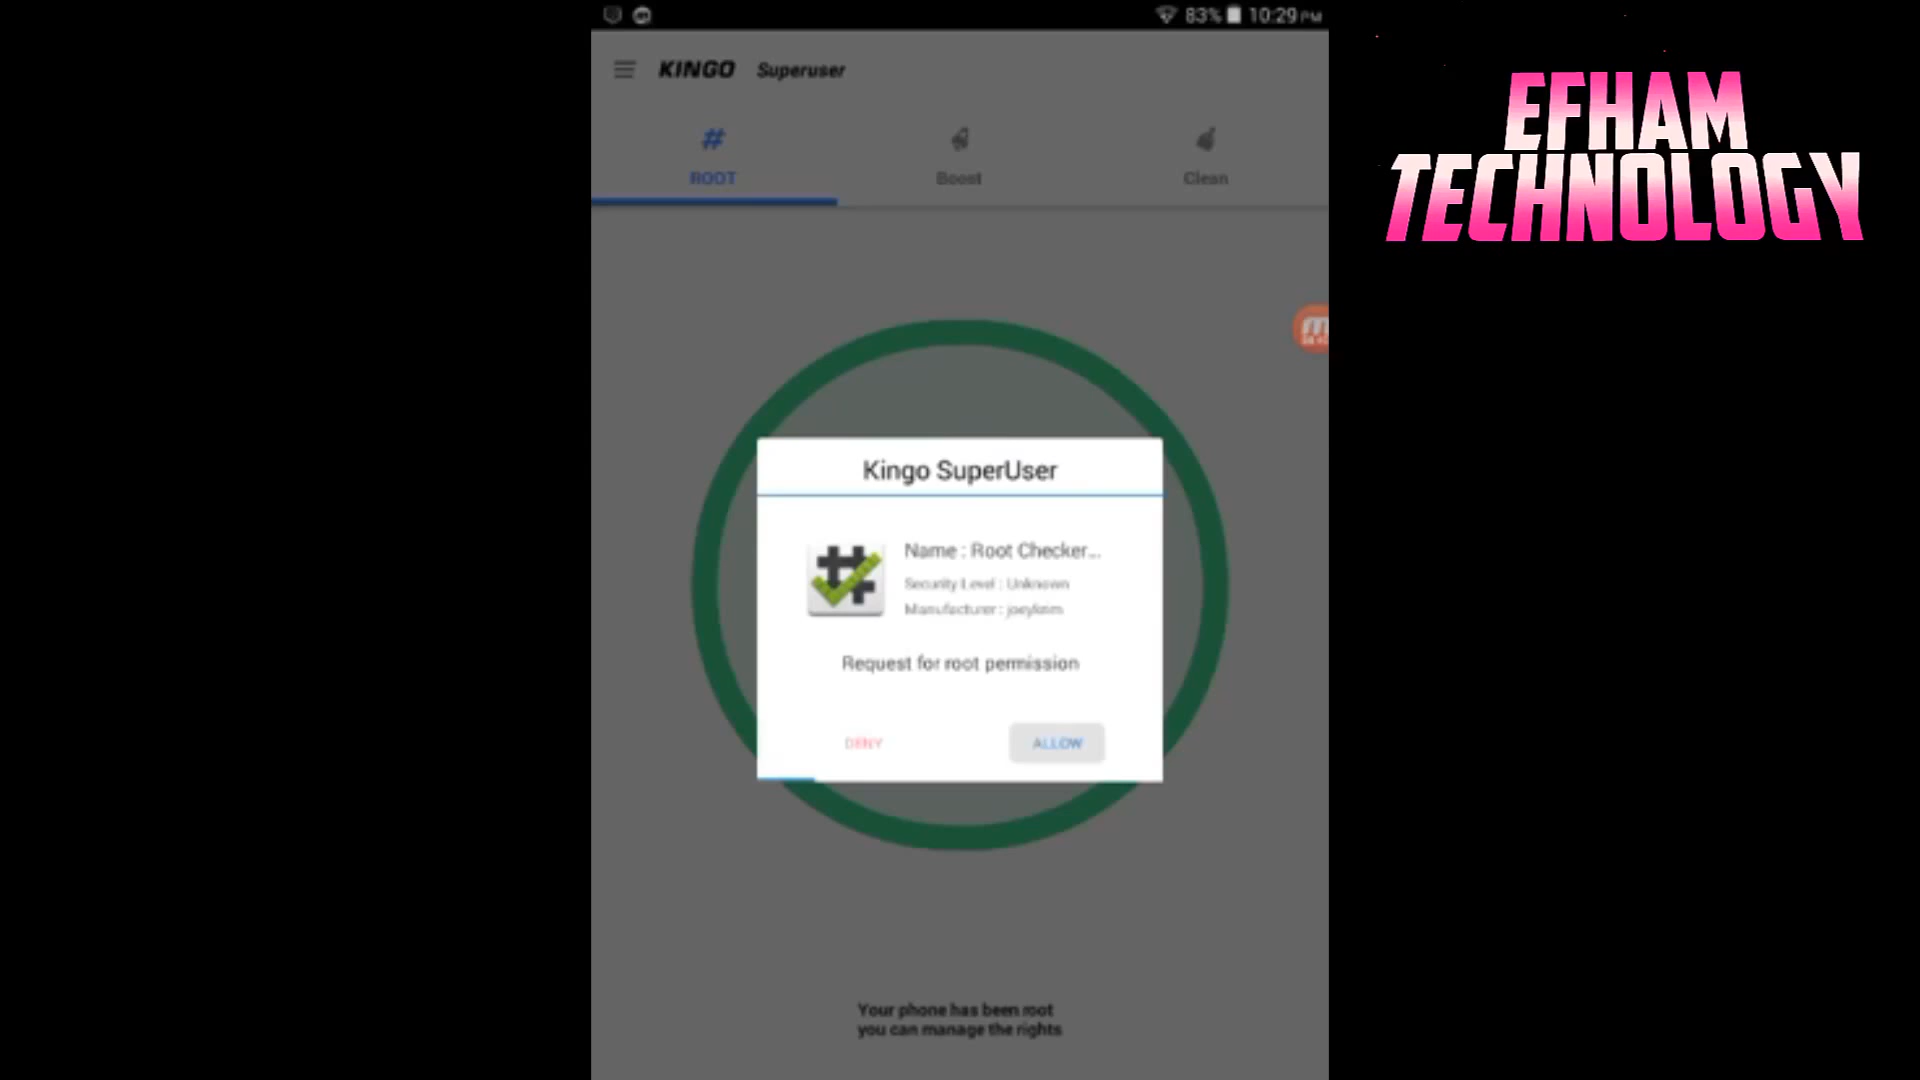 83% 10:29 PM
KINGO Superuser
ROOT Boost Clean
EFHAM
TECHNOLOGY
Kingo SuperUser
Name : Root Checker...
Security Level : Unknown
Manufacturer : joeykrim
Request for root permission
DENY ALLOW
Your phone has been root
you can manage the rights